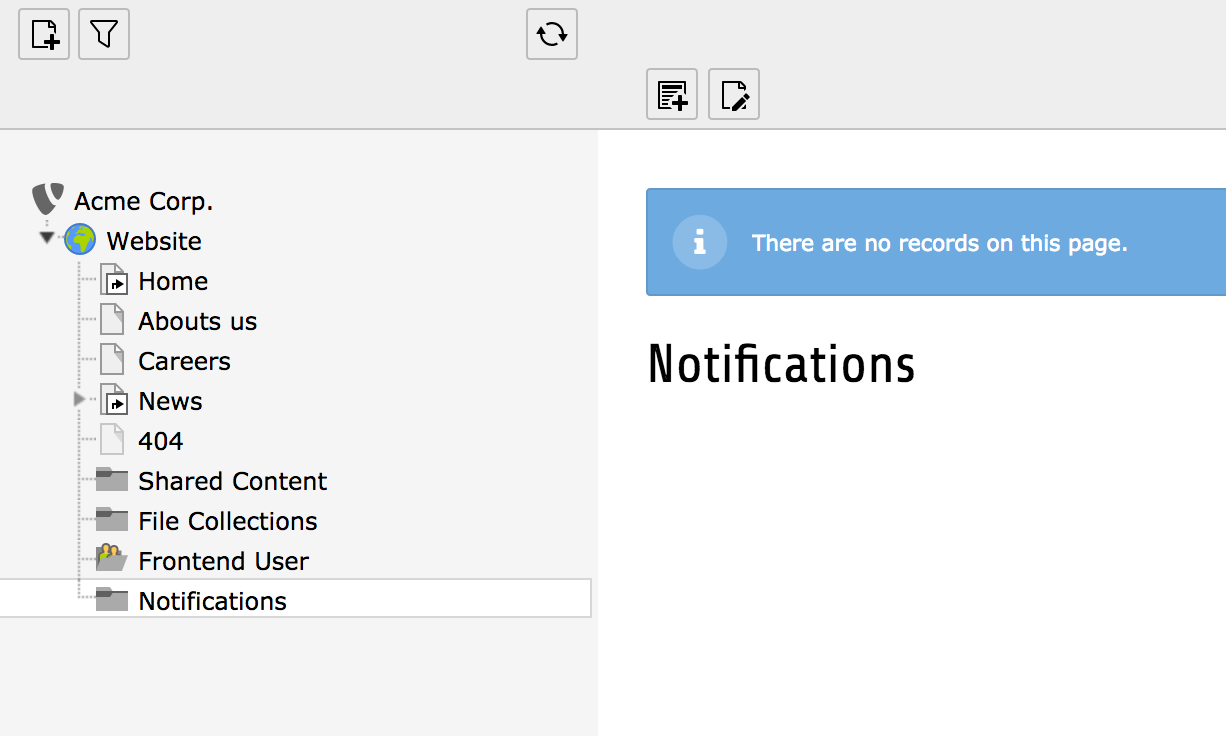 Acme Corp.
Website
Home
Abouts us
Careers
News
404
Shared Content
File Collections
Frontend User
Notifications
There are no records on this page.
Notifications